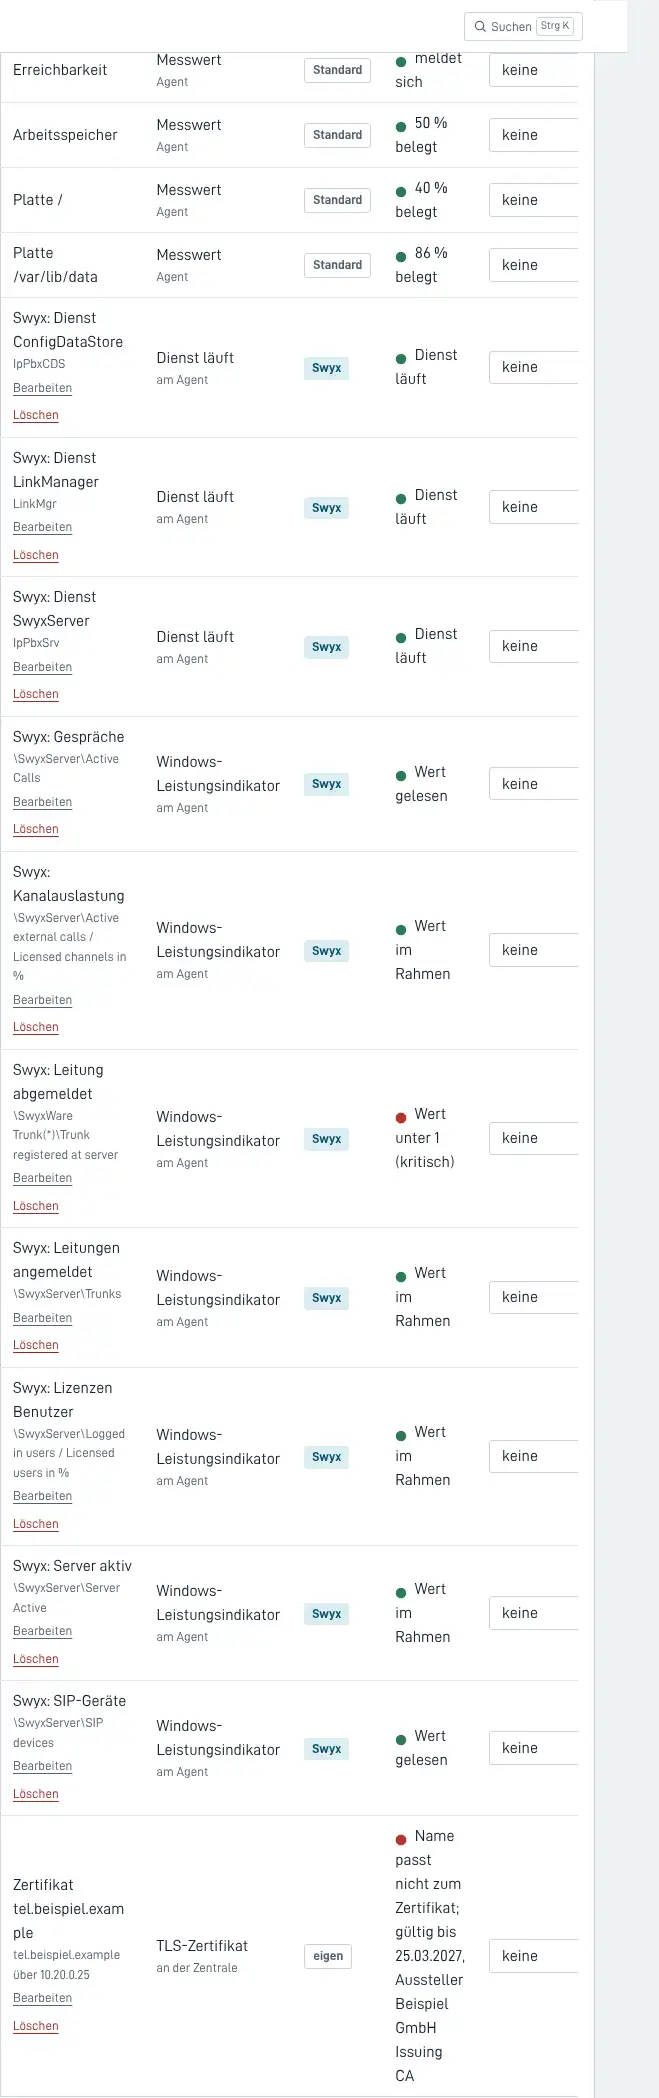 Suchen Strg K
Erreichbarkeit
Messwert
Agent
Standard
meldet
sich
keine
Arbeitsspeicher
Messwert
Agent
Standard
50 %
belegt
keine
Platte /
Messwert
Agent
Standard
40 %
belegt
keine
Platte
/var/lib/data
Messwert
Agent
Standard
86 %
belegt
keine
Swyx: Dienst
ConfigDataStore
IpPbxCDS
Bearbeiten
Löschen
Dienst läuft
am Agent
Swyx
Dienst
läuft
keine
Swyx: Dienst
LinkManager
LinkMgr
Bearbeiten
Löschen
Dienst läuft
am Agent
Swyx
Dienst
läuft
keine
Swyx: Dienst
SwyxServer
IpPbxSrv
Bearbeiten
Löschen
Dienst läuft
am Agent
Swyx
Dienst
läuft
keine
Swyx: Gespräche
\SwyxServer\Active
Calls
Bearbeiten
Löschen
Windows-
Leistungsindikator
am Agent
Swyx
Wert
gelesen
keine
Swyx:
Kanalauslastung
\SwyxServer\Active
external calls /
Licensed channels in
%
Bearbeiten
Löschen
Windows-
Leistungsindikator
am Agent
Swyx
Wert
im
Rahmen
keine
Swyx: Leitung
abgemeldet
\SwyxWare
Trunk(*)\Trunk
registered at server
Bearbeiten
Löschen
Windows-
Leistungsindikator
am Agent
Swyx
Wert
unter 1
(kritisch)
keine
Swyx: Leitungen
angemeldet
\SwyxServer\Trunks
Bearbeiten
Löschen
Windows-
Leistungsindikator
am Agent
Swyx
Wert
im
Rahmen
keine
Swyx: Lizenzen
Benutzer
\SwyxServer\Logged
in users / Licensed
users in %
Bearbeiten
Löschen
Windows-
Leistungsindikator
am Agent
Swyx
Wert
im
Rahmen
keine
Swyx: Server aktiv
\SwyxServer\Server
Active
Bearbeiten
Löschen
Windows-
Leistungsindikator
am Agent
Swyx
Wert
im
Rahmen
keine
Swyx: SIP-Geräte
\SwyxServer\SIP
devices
Bearbeiten
Löschen
Windows-
Leistungsindikator
am Agent
Swyx
Wert
gelesen
keine
Zertifikat
tel.beispiel.exam
ple
tel.beispiel.example
über 10.20.0.25
Bearbeiten
Löschen
TLS-Zertifikat
an der Zentrale
eigen
Name
passt
nicht zum
Zertifikat;
gültig bis
25.03.2027,
Aussteller
Beispiel
GmbH
Issuing
CA
keine